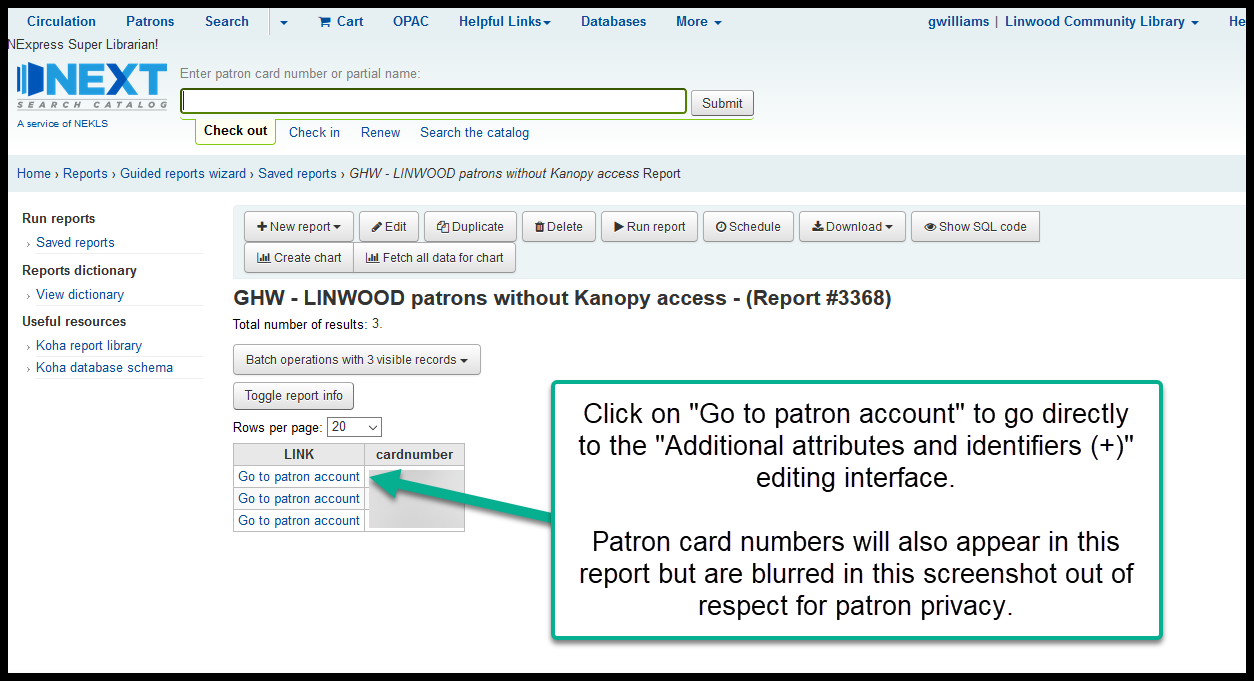 Circulation Patrons Search Cart OPAC Helpful Links Databases More gwilliams | Linwood Community Library He
NExpress Super Librarian!
NEXT
SEARCH CATALOG
A service of NEKLS
Enter patron card number or partial name:
Submit
Check out Check in Renew Search the catalog
Home › Reports › Guided reports wizard › Saved reports › GHW - LINWOOD patrons without Kanopy access Report
Run reports
› Saved reports
Reports dictionary
› View dictionary
Useful resources
› Koha report library
› Koha database schema
New report Edit Duplicate Delete Run report Schedule Download Show SQL code
Create chart Fetch all data for chart
GHW - LINWOOD patrons without Kanopy access - (Report #3368)
Total number of results: 3.
Batch operations with 3 visible records
Toggle report info
Rows per page: 20
LINK cardnumber
Go to patron account
Go to patron account
Go to patron account
Click on "Go to patron account" to go directly
to the "Additional attributes and identifiers (+)"
editing interface.
Patron card numbers will also appear in this
report but are blurred in this screenshot out of
respect for patron privacy.